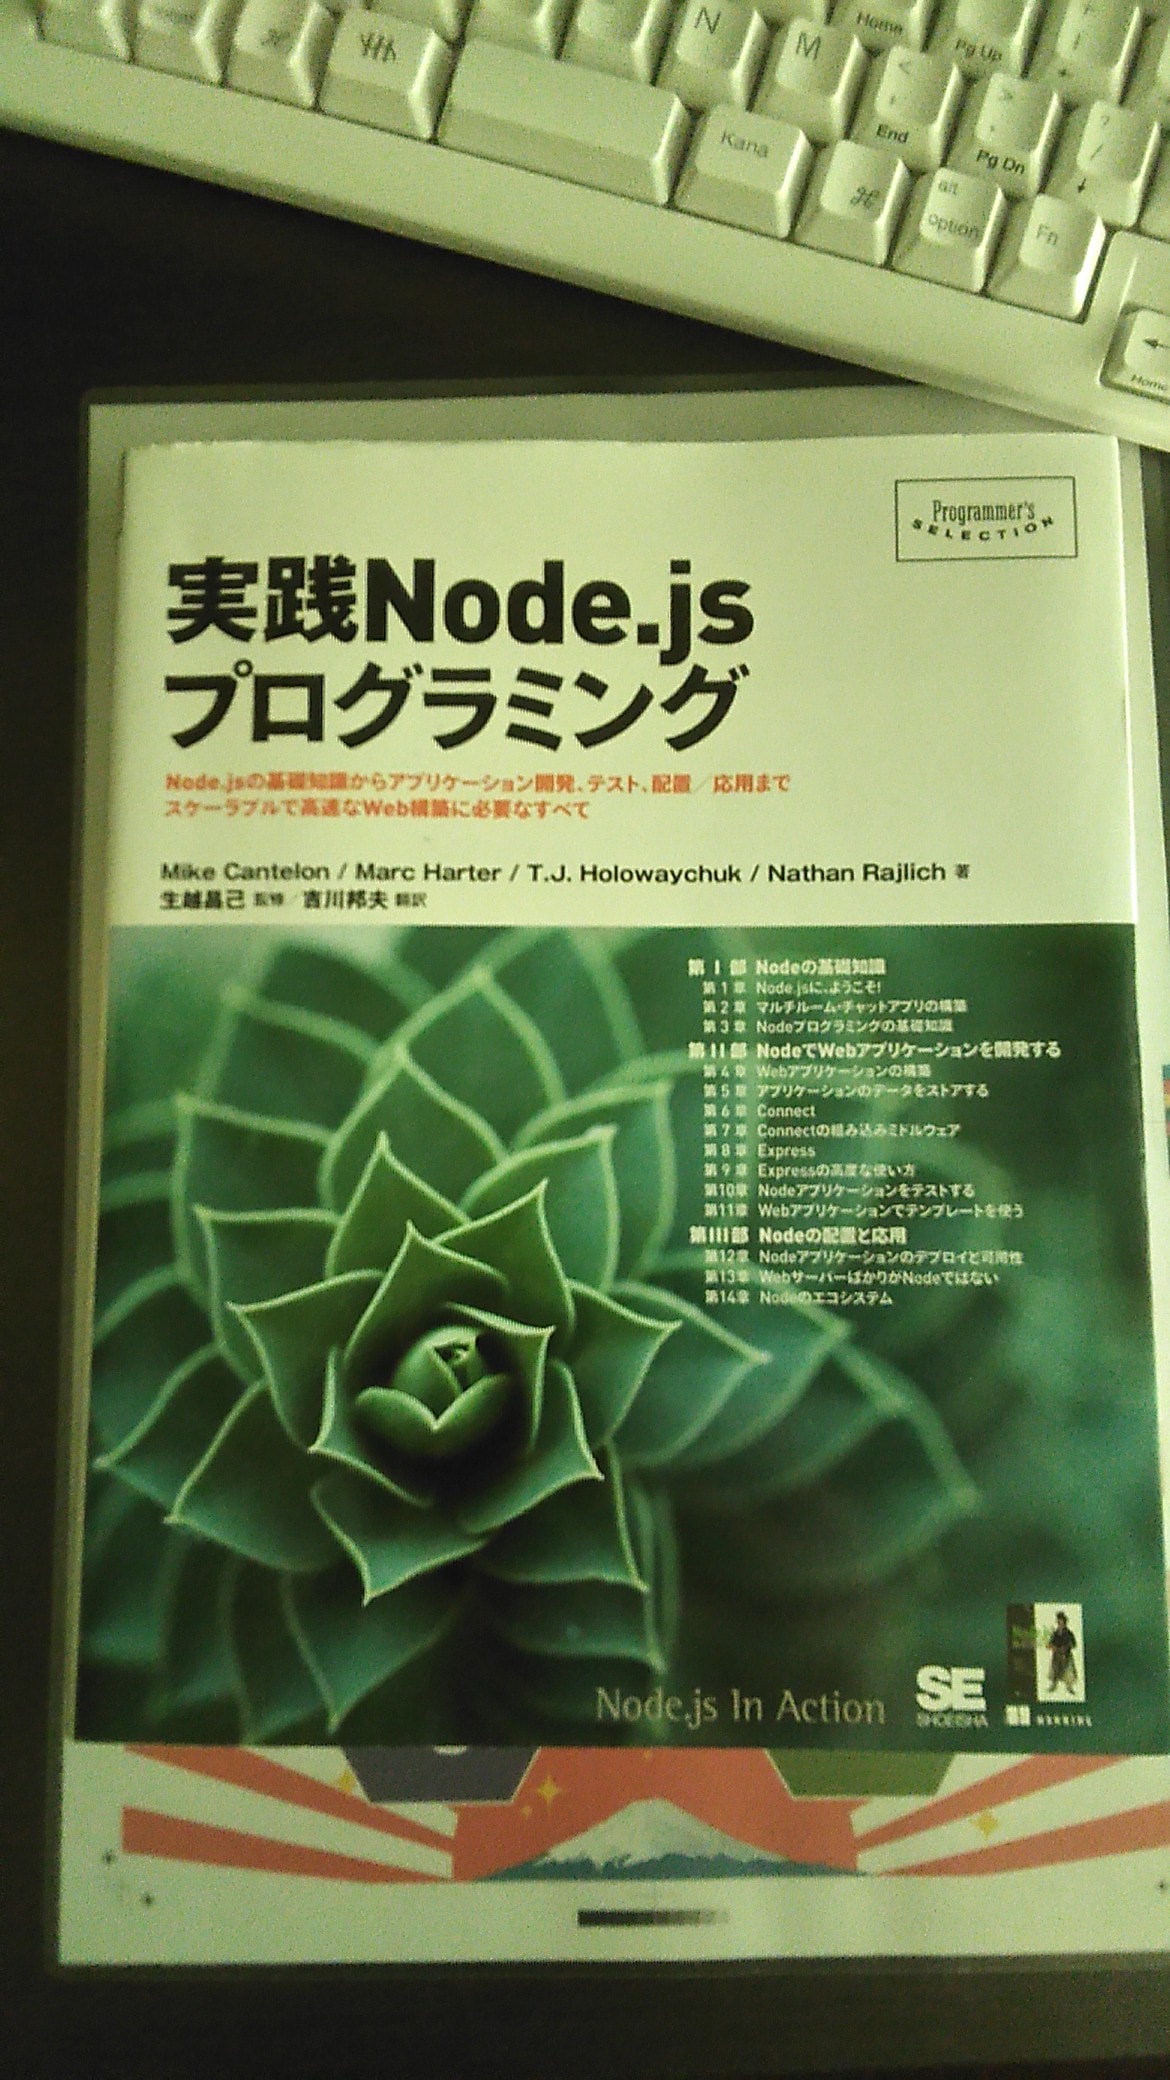 N
M
Home
Pg Up
<
,
End
>
.
Pg Dn
?
/
Kana
⌘
alt
option
Fn
Home
Programmer's
SELECTION
実践Node.js
プログラミング
Node.jsの基礎知識からアプリケーション開発、テスト、配置／応用まで
スケーラブルで高速なWeb構築に必要なすべて
Mike Cantelon / Marc Harter / T.J. Holowaychuk / Nathan Rajlich 著
生越昌己 監修／吉川邦夫 翻訳
第I部 Nodeの基礎知識
第1章 Node.jsに、ようこそ!
第2章 マルチルーム・チャットアプリの構築
第3章 Nodeプログラミングの基礎知識
第II部 NodeでWebアプリケーションを開発する
第4章 Webアプリケーションの構築
第5章 アプリケーションのデータをストアする
第6章 Connect
第7章 Connectの組み込みミドルウェア
第8章 Express
第9章 Expressの高度な使い方
第10章 Nodeアプリケーションをテストする
第11章 Webアプリケーションでテンプレートを使う
第III部 Nodeの配置と応用
第12章 Nodeアプリケーションのデプロイと可用性
第13章 WebサーバーばかりがNodeではない
第14章 Nodeのエコシステム
Node.js In Action
SE
SHOEISHA
MANNING